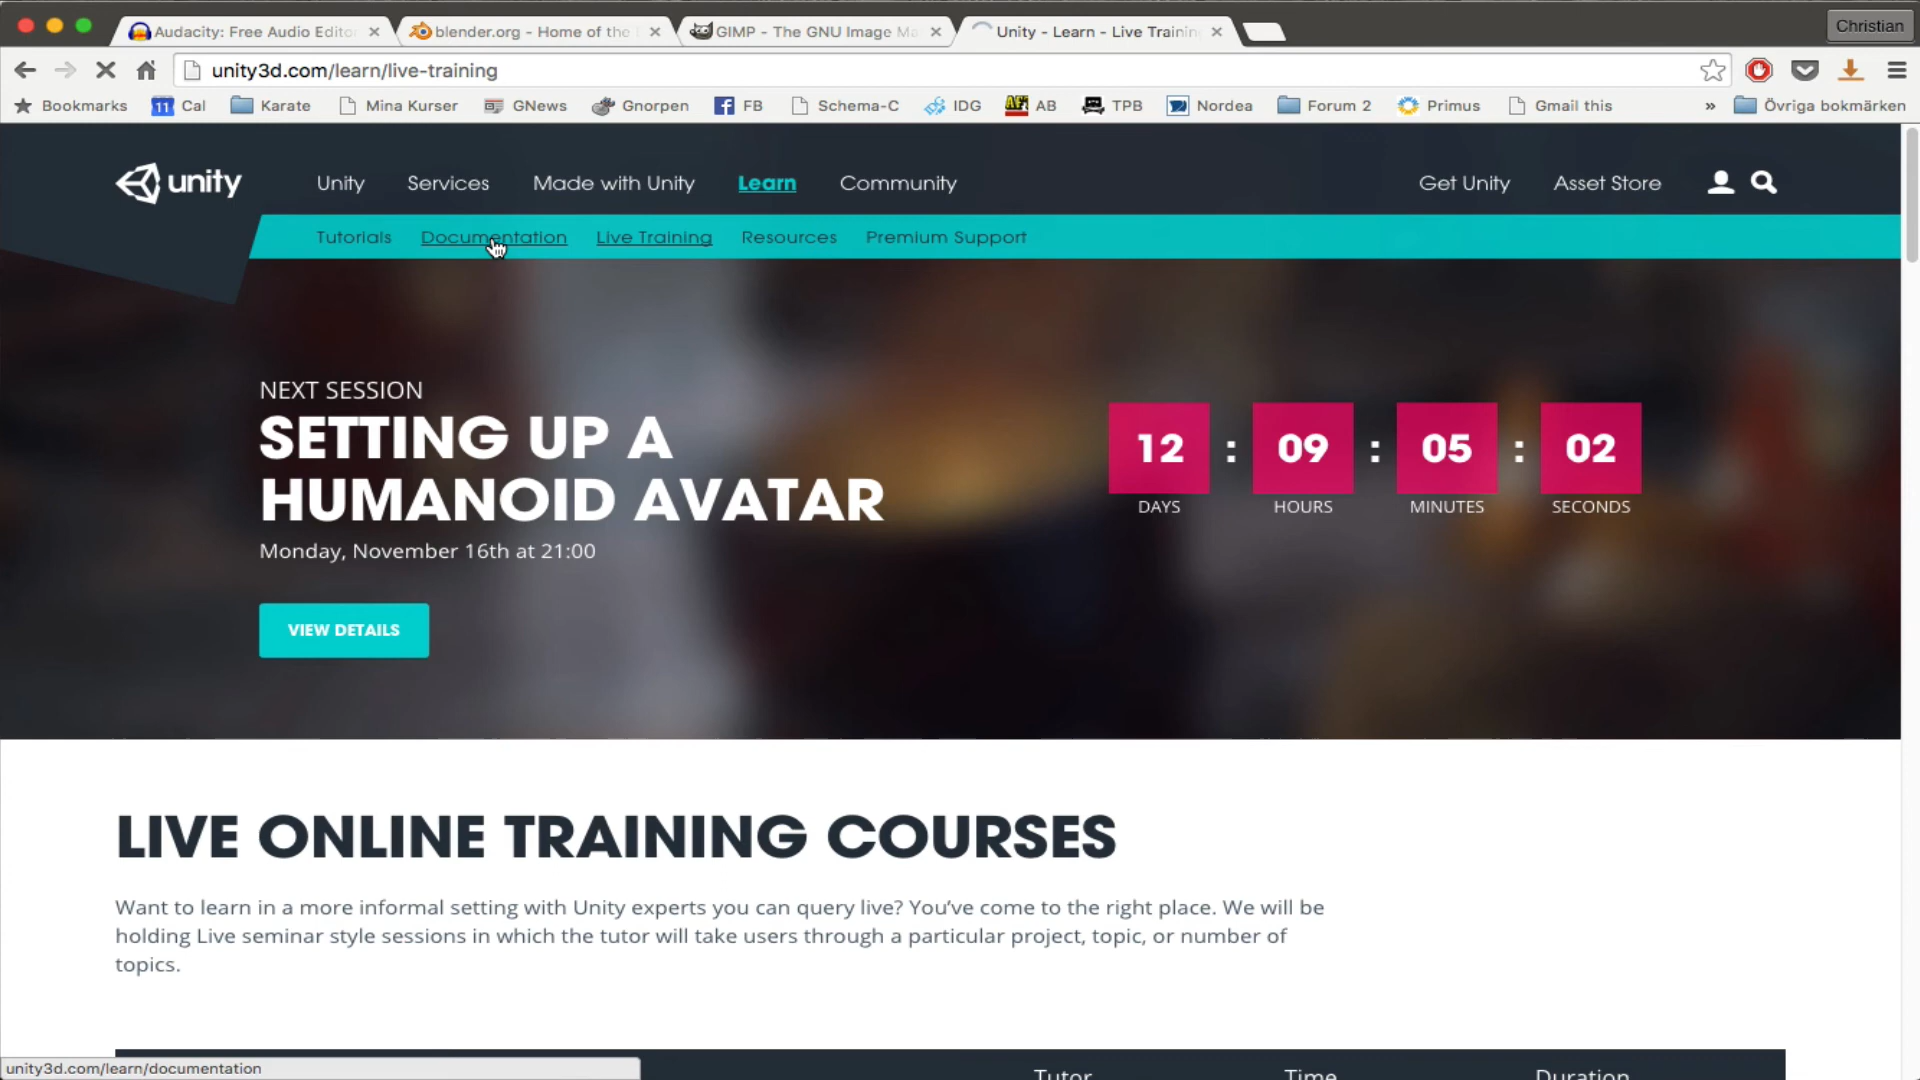 Audacity: Free Audio Edito
blender.org - Home of the
GIMP - The GNU Image Ma
Unity - Learn - Live Trainin
Christian
unity3d.com/learn/live-training
Bookmarks
11 Cal
Karate
Mina Kurser
GNews
Gnorpen
FB
Schema-C
IDG
AB
TPB
Nordea
Forum 2
Primus
Gmail this
» Övriga bokmärken
unity
Unity
Services
Made with Unity
Learn
Community
Get Unity
Asset Store
Tutorials
Documentation
Live Training
Resources
Premium Support
NEXT SESSION
SETTING UP A
HUMANOID AVATAR
Monday, November 16th at 21:00
12 : 09 : 05 : 02
DAYS HOURS MINUTES SECONDS
VIEW DETAILS
LIVE ONLINE TRAINING COURSES
Want to learn in a more informal setting with Unity experts you can query live? You've come to the right place. We will be
holding Live seminar style sessions in which the tutor will take users through a particular project, topic, or number of
topics.
Tutor Time Duration
unity3d.com/learn/documentation